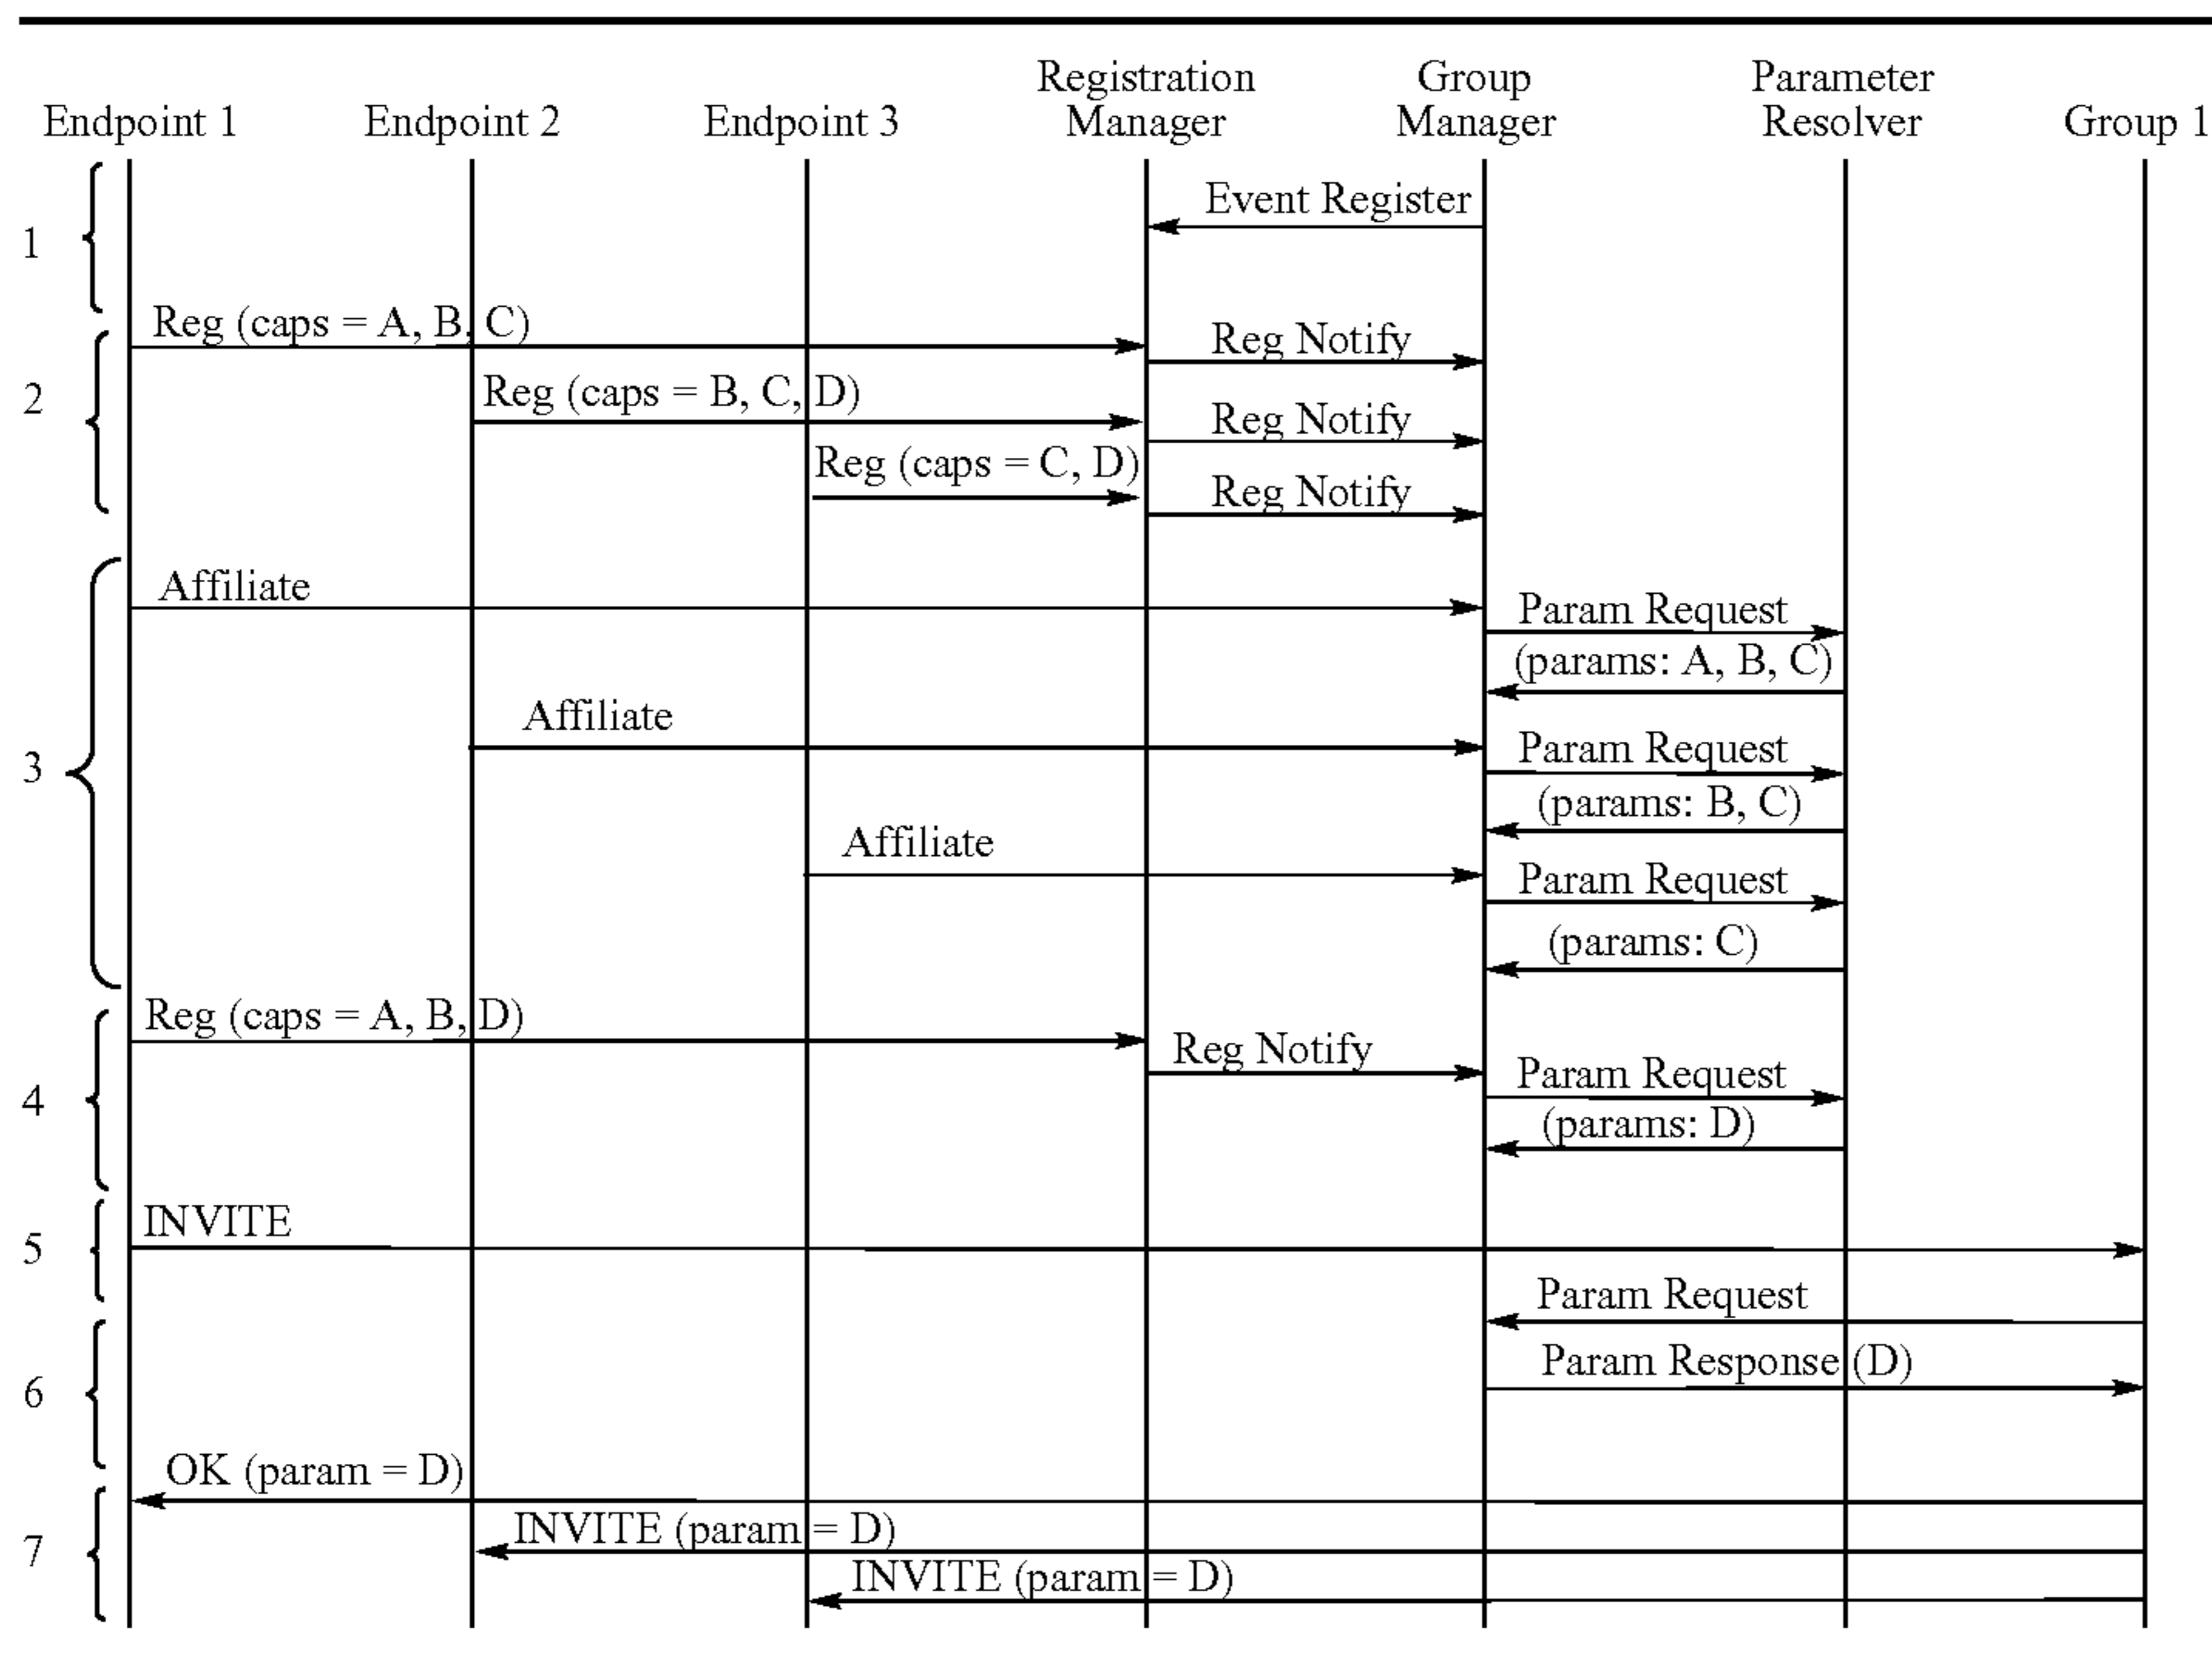 Registration Group Parameter
Endpoint 1 Endpoint 2 Endpoint 3 Manager Manager Resolver Group 1
Event Register
1
Reg (caps = A, B, C)
Reg Notify
2
Reg (caps = B, C, D)
Reg Notify
Reg (caps = C, D)
Reg Notify
Affiliate
Param Request
(params: A, B, C)
Affiliate
Param Request
3
(params: B, C)
Affiliate
Param Request
(params: C)
Reg (caps = A, B, D)
Reg Notify
Param Request
4
(params: D)
INVITE
5
Param Request
Param Response (D)
6
OK (param = D)
INVITE (param = D)
7
INVITE (param = D)